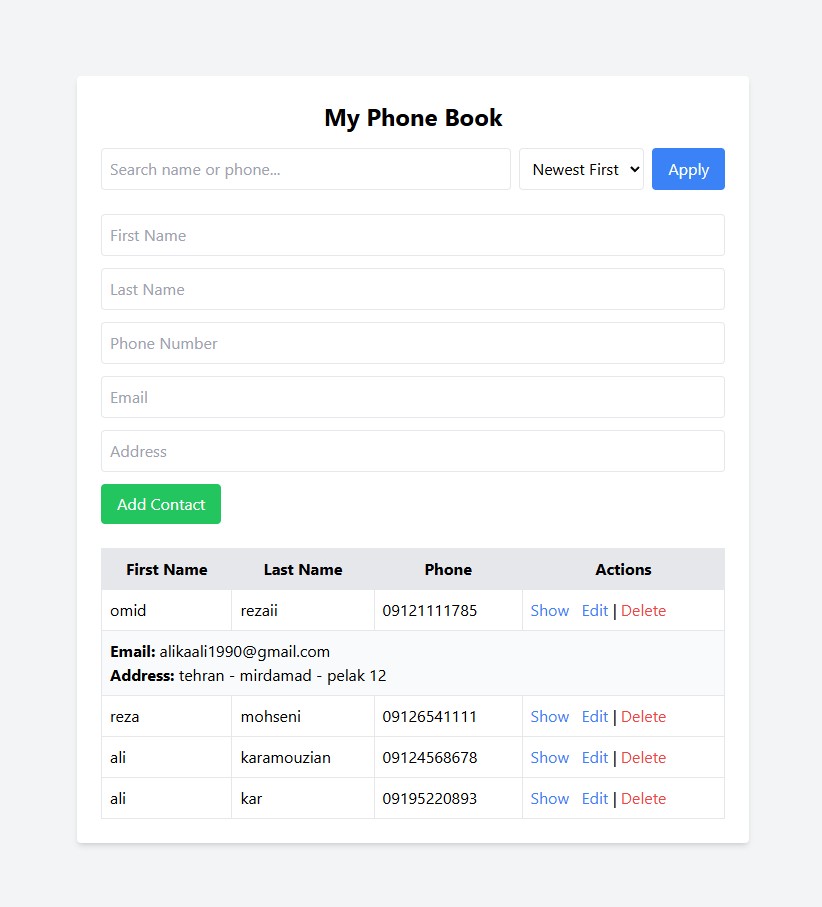 My Phone Book
Search name or phone... Newest First Apply
First Name
Last Name
Phone Number
Email
Address
Add Contact
First Name Last Name Phone Actions
omid rezaii 09121111785 Show Edit | Delete
Email: alikaali1990@gmail.com
Address: tehran - mirdamad - pelak 12
reza mohseni 09126541111 Show Edit | Delete
ali karamouzian 09124568678 Show Edit | Delete
ali kar 09195220893 Show Edit | Delete